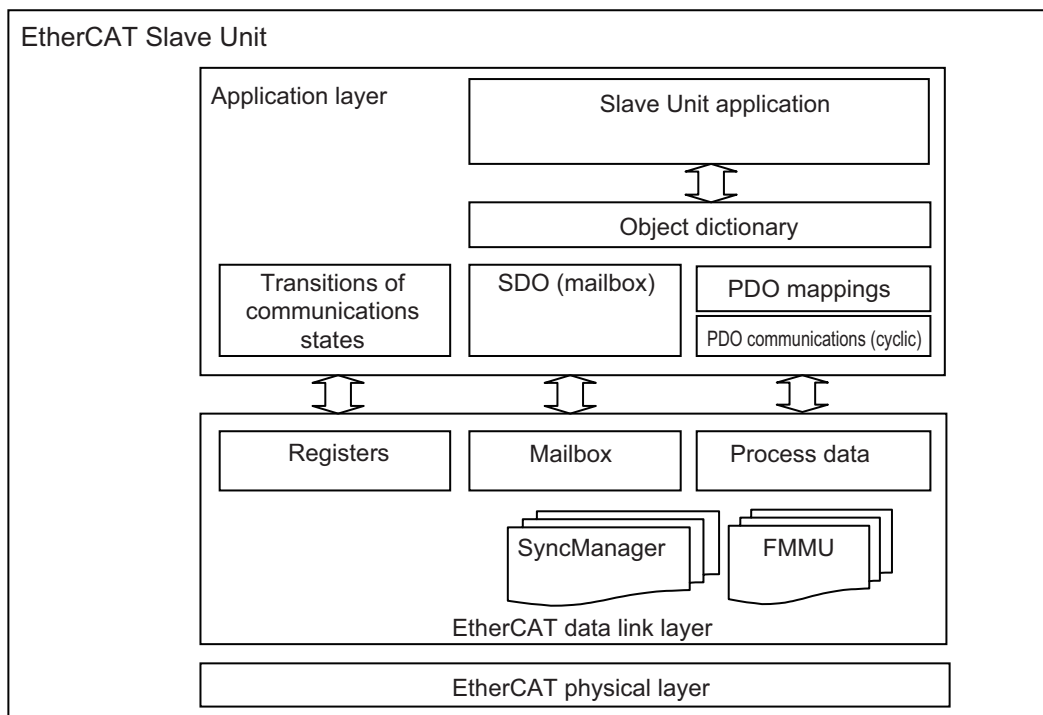 EtherCAT Slave Unit
Application layer
Slave Unit application
Object dictionary
Transitions of
communications
states
SDO (mailbox)
PDO mappings
PDO communications (cyclic)
Registers
Mailbox
Process data
SyncManager
FMMU
EtherCAT data link layer
EtherCAT physical layer